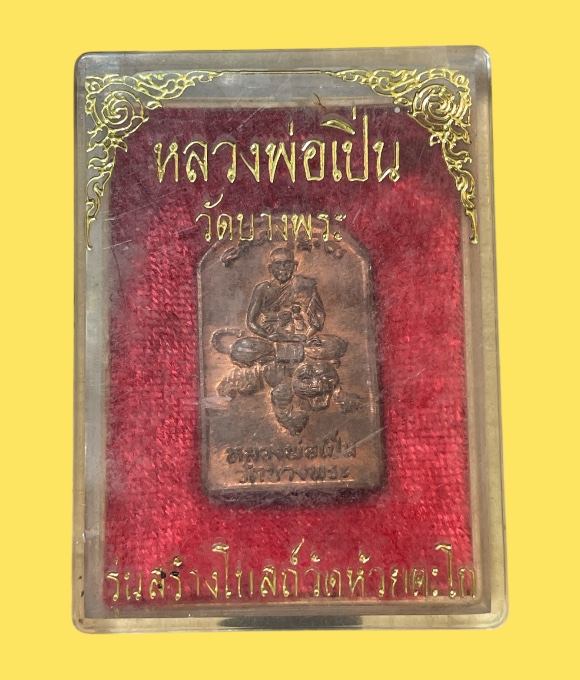 หลวงพ่อเปิ่น
วัดบางพระ
หลวงพ่อเปิ่น
วัดบางพระ
รุ่นสร้างโบสถ์วัดห้วยตะโก